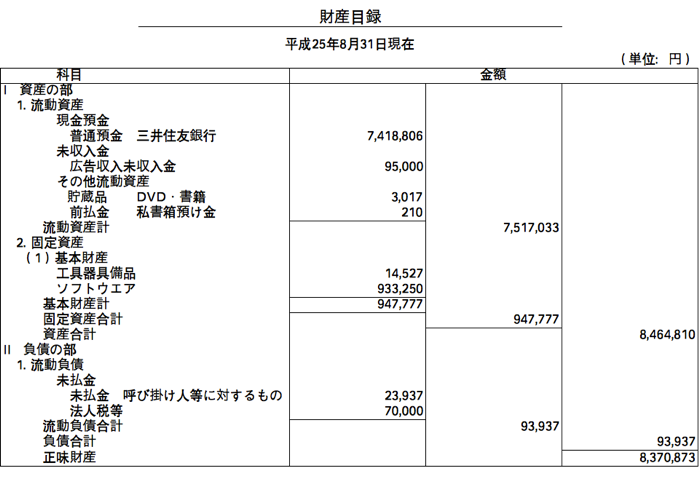 財産目録
平成25年8月31日現在
(単位: 円)
科目 金額
I 資産の部
1. 流動資産
現金預金
普通預金 三井住友銀行 7,418,806
未収入金
広告収入未収入金 95,000
その他流動資産
貯蔵品 DVD・書籍 3,017
前払金 私書箱預け金 210
流動資産計 7,517,033
2. 固定資産
(1)基本財産
工具器具備品 14,527
ソフトウエア 933,250
基本財産計 947,777
固定資産合計 947,777
資産合計 8,464,810
II 負債の部
1. 流動負債
未払金
未払金 呼び掛け人等に対するもの 23,937
法人税等 70,000
流動負債合計 93,937
負債合計 93,937
正味財産 8,370,873